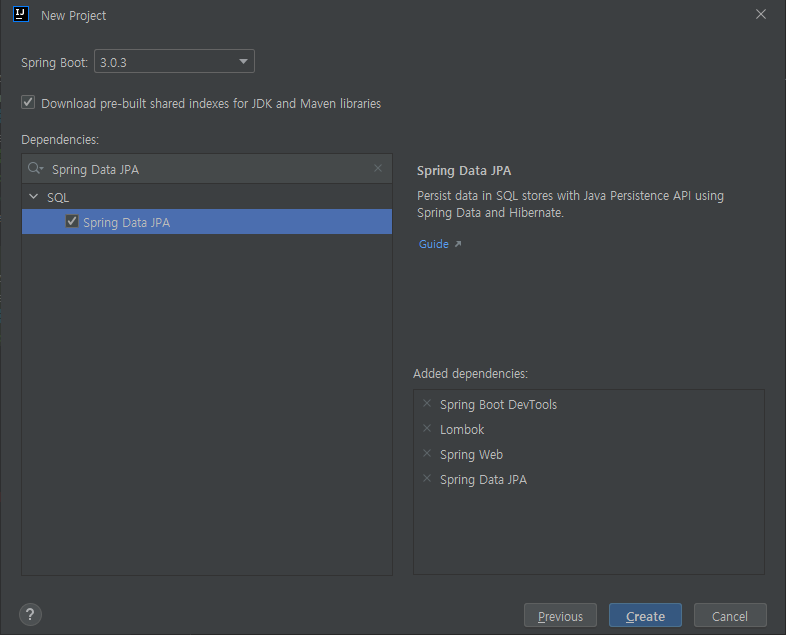 IJ
New Project
Spring Boot: 3.0.3
Download pre-built shared indexes for JDK and Maven libraries
Dependencies:
Spring Data JPA
SQL
Spring Data JPA
Spring Data JPA
Persist data in SQL stores with Java Persistence API using
Spring Data and Hibernate.
Guide
Added dependencies:
Spring Boot DevTools
Lombok
Spring Web
Spring Data JPA
?
Previous
Create
Cancel